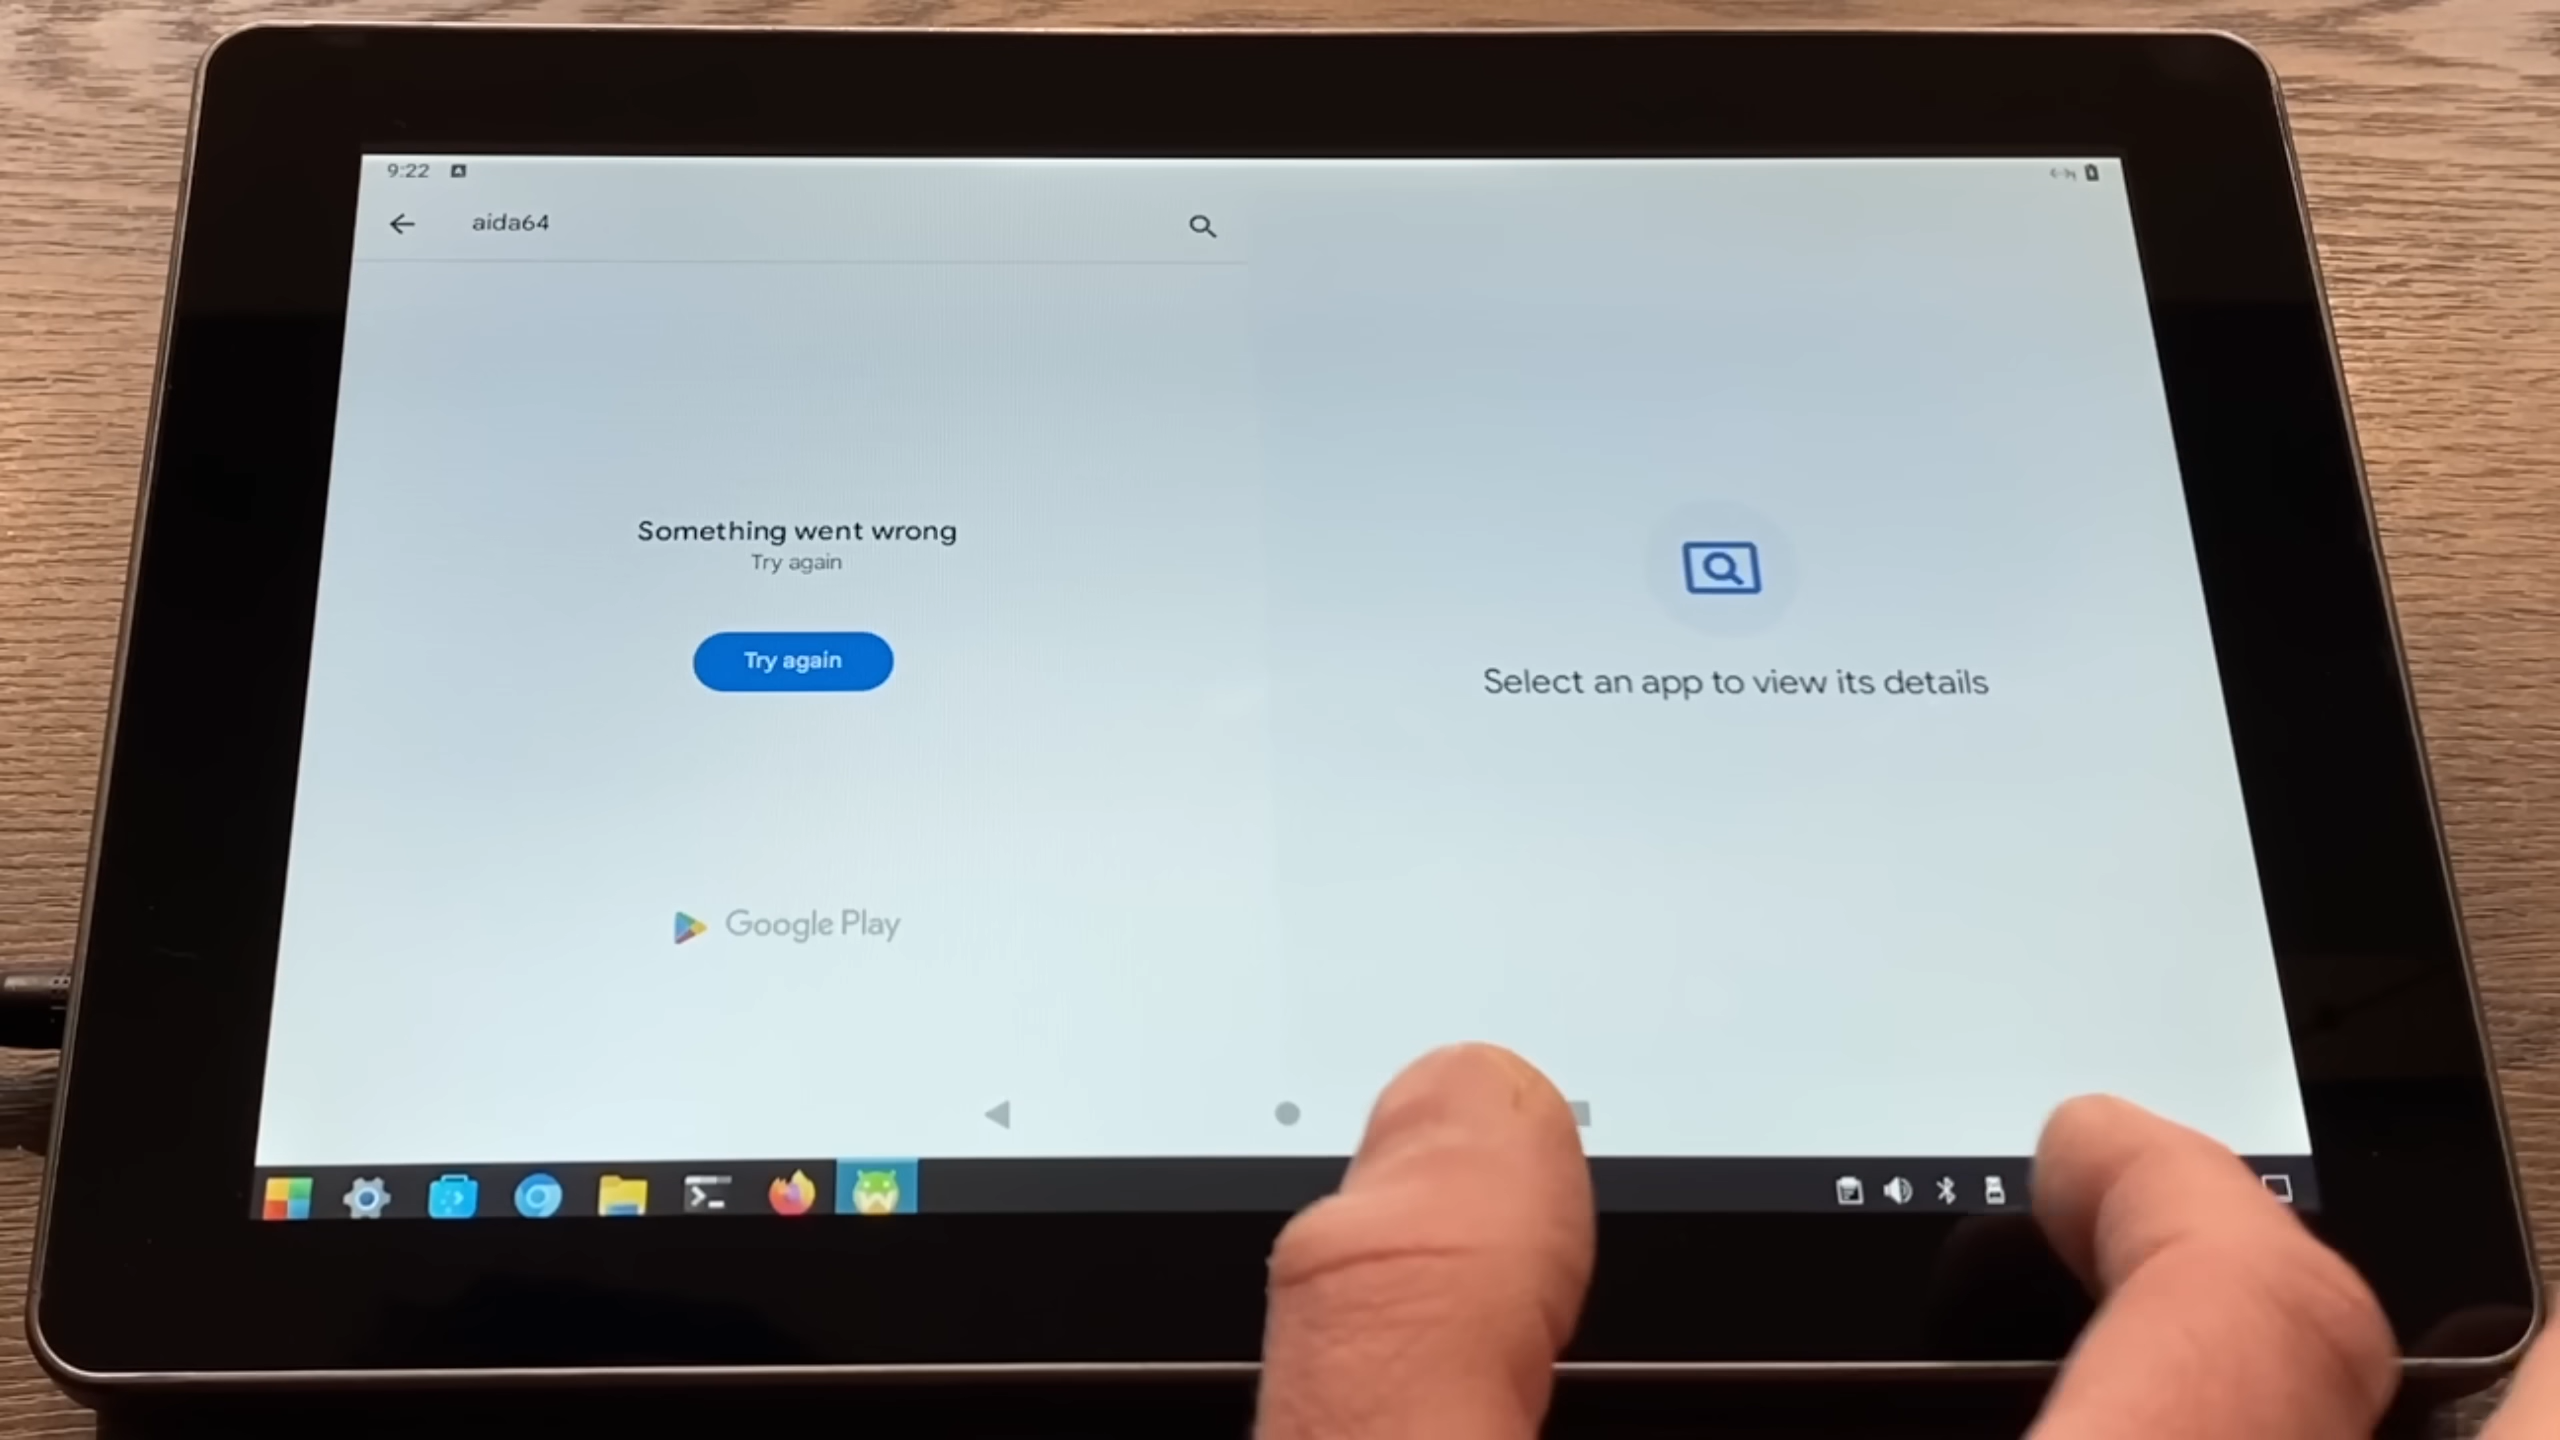 9:22
aida64
Something went wrong
Try again
Try again
Select an app to view its details
Google Play